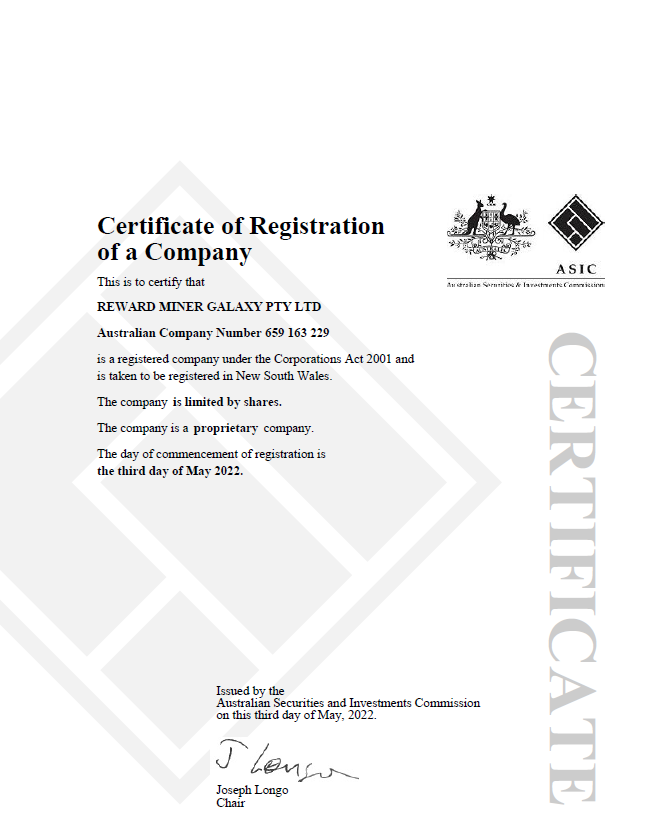 Certificate of Registration
of a Company
This is to certify that
REWARD MINER GALAXY PTY LTD
Australian Company Number 659 163 229
is a registered company under the Corporations Act 2001 and
is taken to be registered in New South Wales.
The company is limited by shares.
The company is a proprietary company.
The day of commencement of registration is
the third day of May 2022.
ASIC
Australian Securities & Investments Commission
CERTIFICATE
Issued by the
Australian Securities and Investments Commission
on this third day of May, 2022.
J Longo
Joseph Longo
Chair